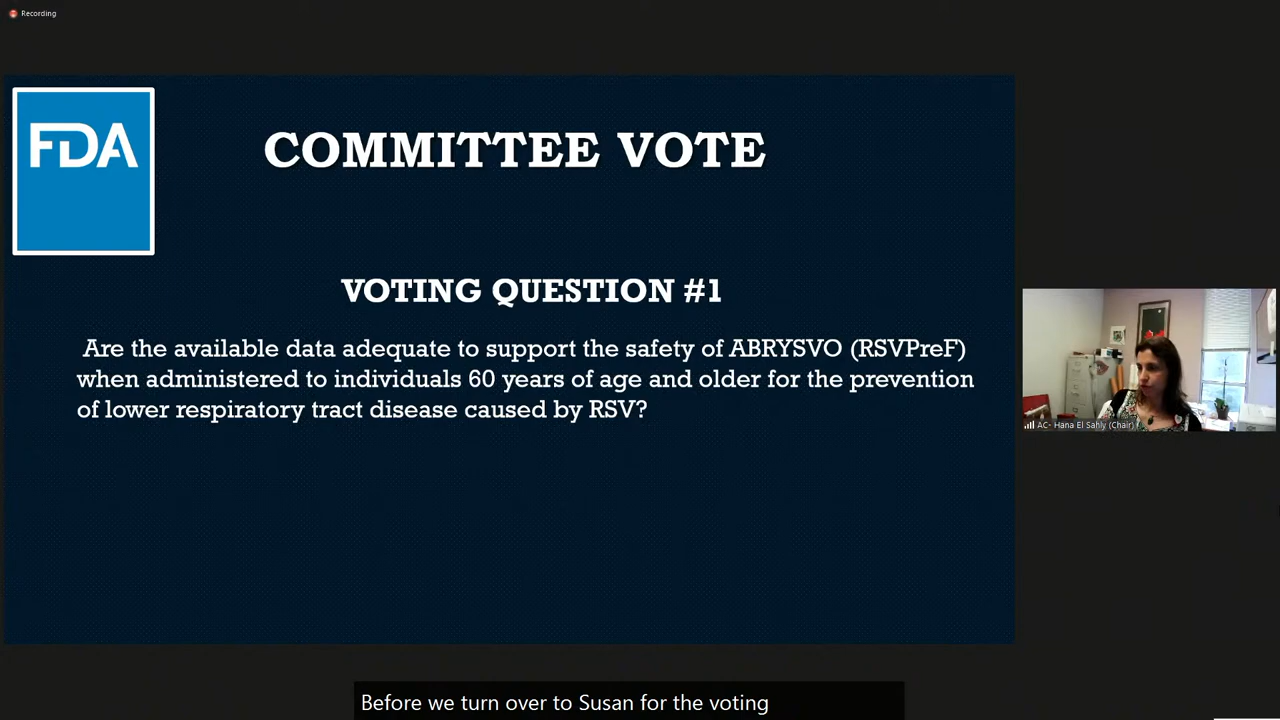 Recording
FDA
COMMITTEE VOTE
VOTING QUESTION #1
Are the available data adequate to support the safety of ABRYSVO (RSVPreF)
when administered to individuals 60 years of age and older for the prevention
of lower respiratory tract disease caused by RSV?
AC- Hana El Sahly (Chair)
Before we turn over to Susan for the voting